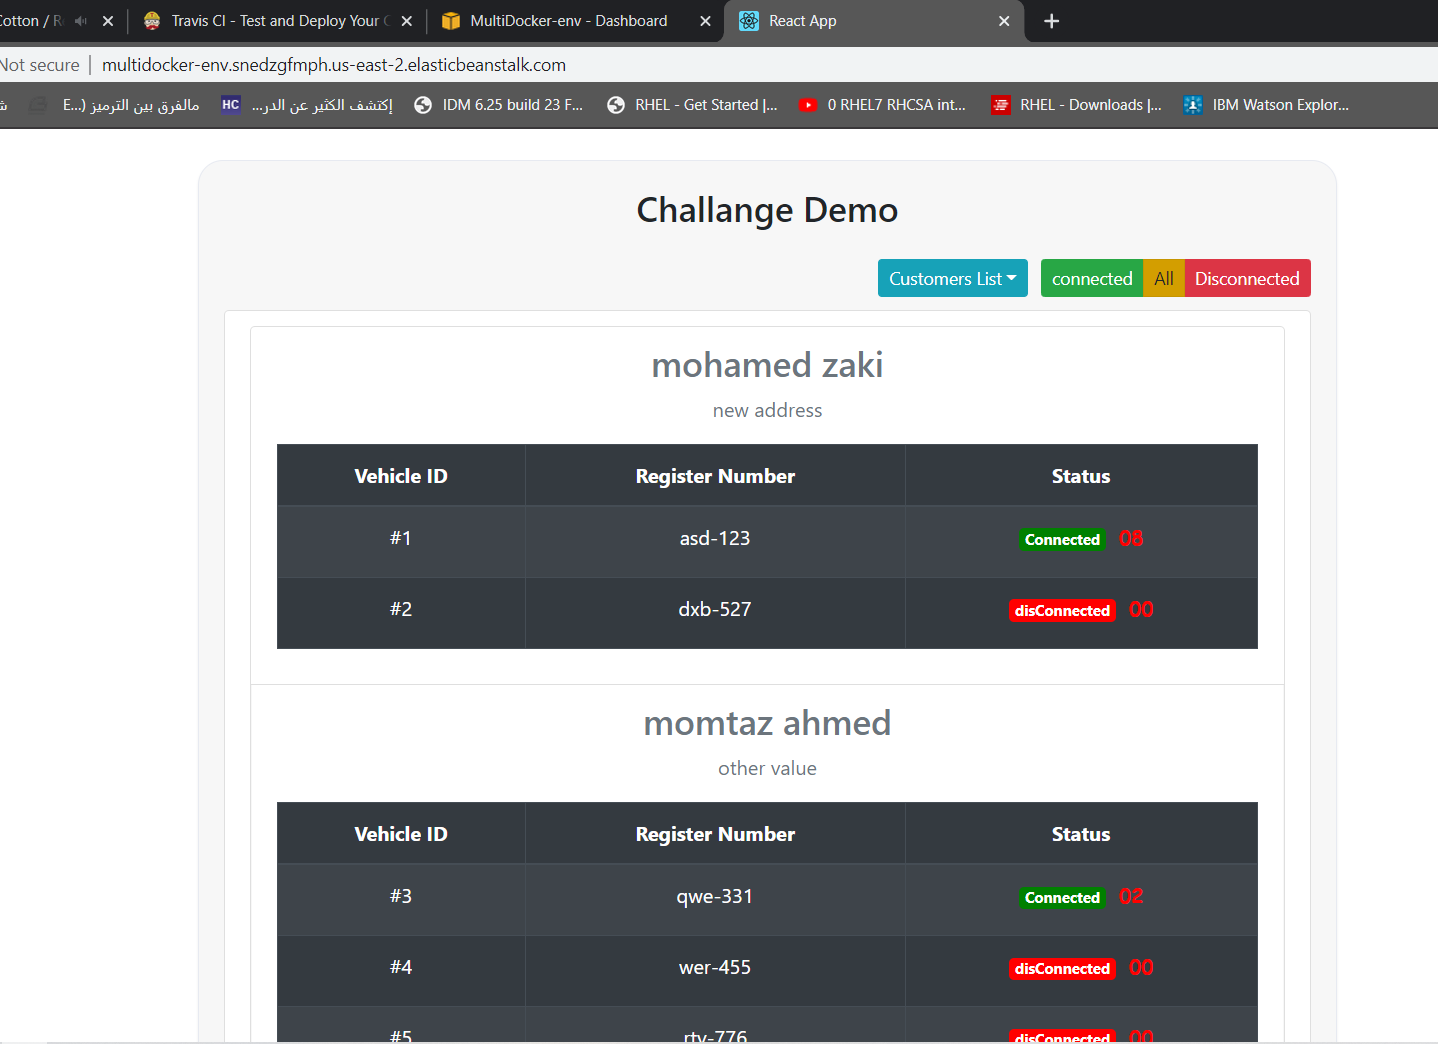 Cotton / R
Travis CI - Test and Deploy Your C
MultiDocker-env - Dashboard
React App
Not secure
multidocker-env.snedzgfmph.us-east-2.elasticbeanstalk.com
مالفرق بين الترميز (E...
HC
إكتشف الكثير عن الدر...
IDM 6.25 build 23 F...
RHEL - Get Started |...
0 RHEL7 RHCSA int...
RHEL - Downloads |...
IBM Watson Explor...
Challange Demo
Customers List
connected
All
Disconnected
mohamed zaki
new address
Vehicle ID Register Number Status
#1 asd-123 Connected 08
#2 dxb-527 disConnected 00
momtaz ahmed
other value
Vehicle ID Register Number Status
#3 qwe-331 Connected 02
#4 wer-455 disConnected 00
#5 rty-776 disConnected 00